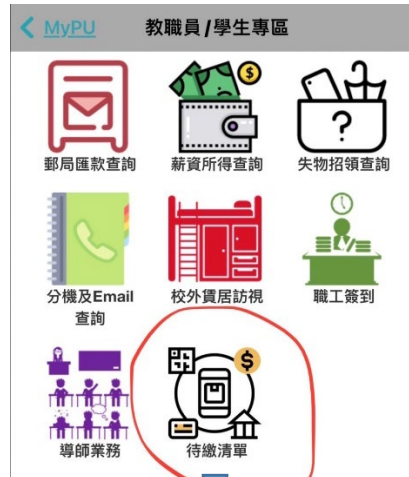 MyPU
教職員/學生專區
郵局匯款查詢
薪資所得查詢
失物招領查詢
分機及Email
查詢
校外賃居訪視
職工簽到
導師業務
待繳清單